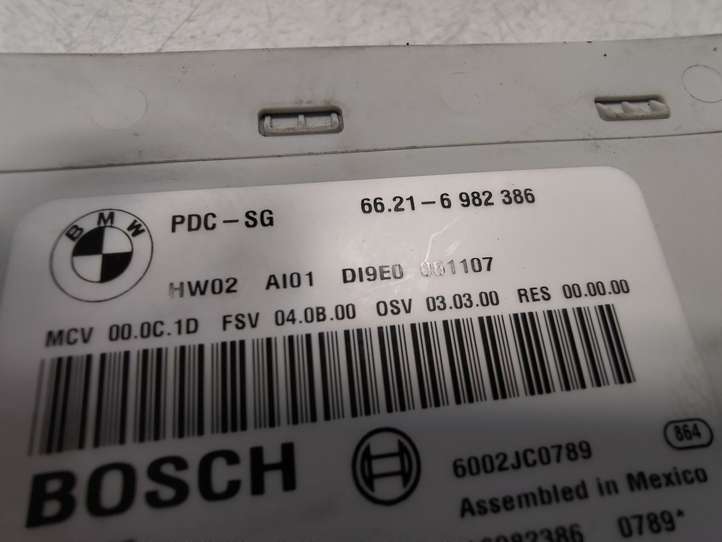 BMW
PDC-SG 66.21-6 982 386
HW02 AI01 DI9E0 001107
MCV 00.0C.1D FSV 04.0B.00 OSV 03.03.00 RES 00.00.00
BOSCH
864
6002JC0789
Assembled in Mexico
0789*